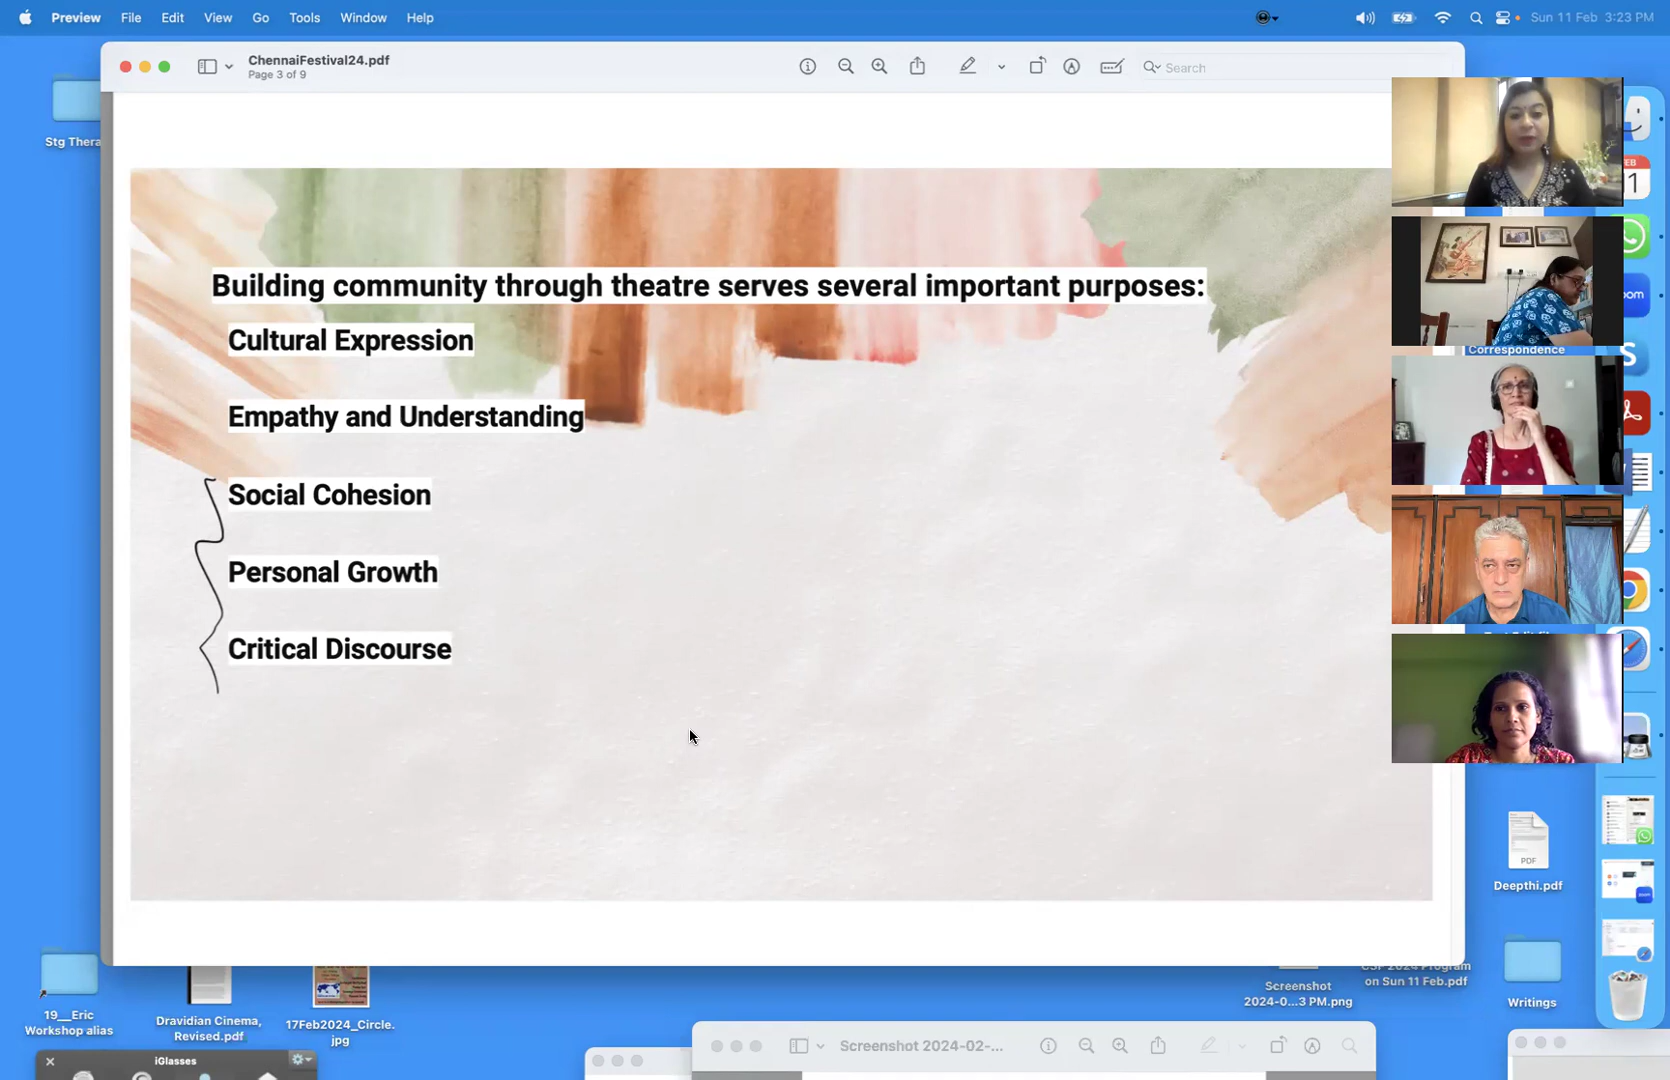 Preview File Edit View Go Tools Window Help
Sun 11 Feb 3:23 PM
ChennaiFestival24.pdf
Page 3 of 9
Search
Stg Thera
FEB
Building community through theatre serves several important purposes:
Cultural Expression
Empathy and Understanding
Social Cohesion
Personal Growth
Critical Discourse
Correspondence
PDF
Deepthi.pdf
on Sun 11 Feb.pdf
Screenshot
2024-0...3 PM.png
Writings
19__Eric
Workshop alias
Dravidian Cinema,
Revised.pdf
17Feb2024_Circle.
jpg
iGlasses
Screenshot 2024-02-...